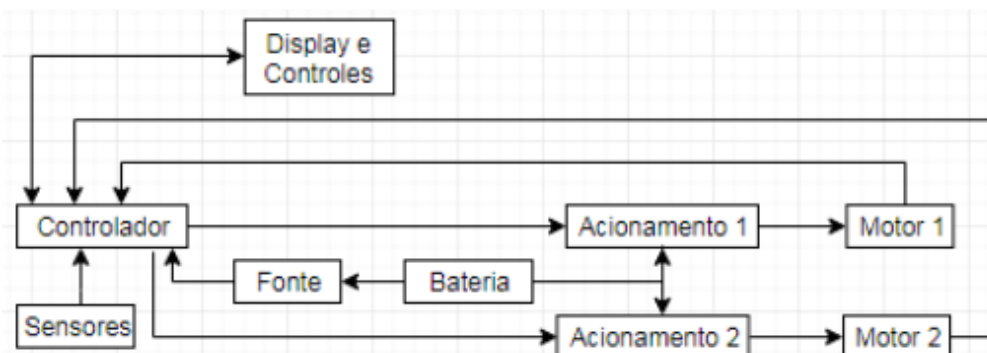 Display e
Controles
Controlador
Acionamento 1
Motor 1
Fonte
Bateria
Sensores
Acionamento 2
Motor 2